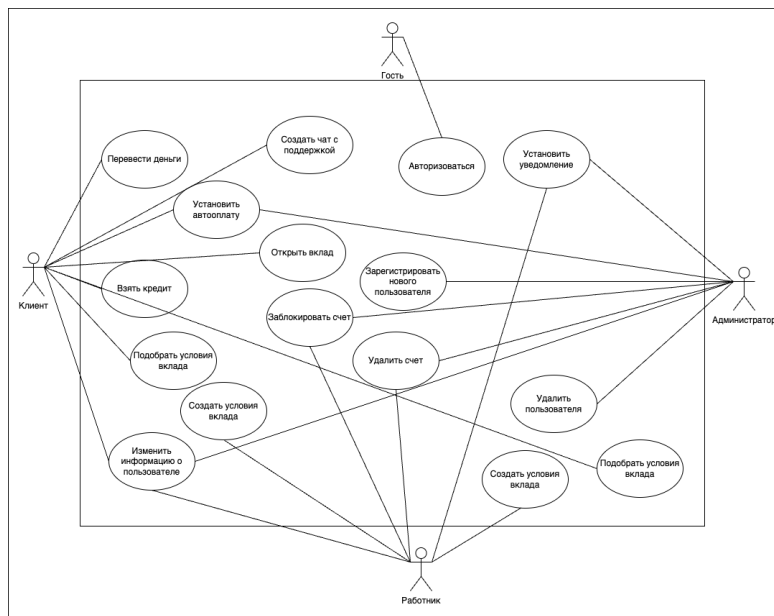 Гость
Создать чат с
поддержкой
Перевести деньги
Авторизоваться
Установить
уведомление
Установить
автооплату
Открыть вклад
Клиент
Взять кредит
Зарегистрировать
нового
пользователя
Администратор
Заблокировать счет
Подобрать условия
вклада
Удалить счет
Создать условия
вклада
Удалить
пользователя
Изменить
информацию о
пользователе
Создать условия
вклада
Подобрать условия
вклада
Работник